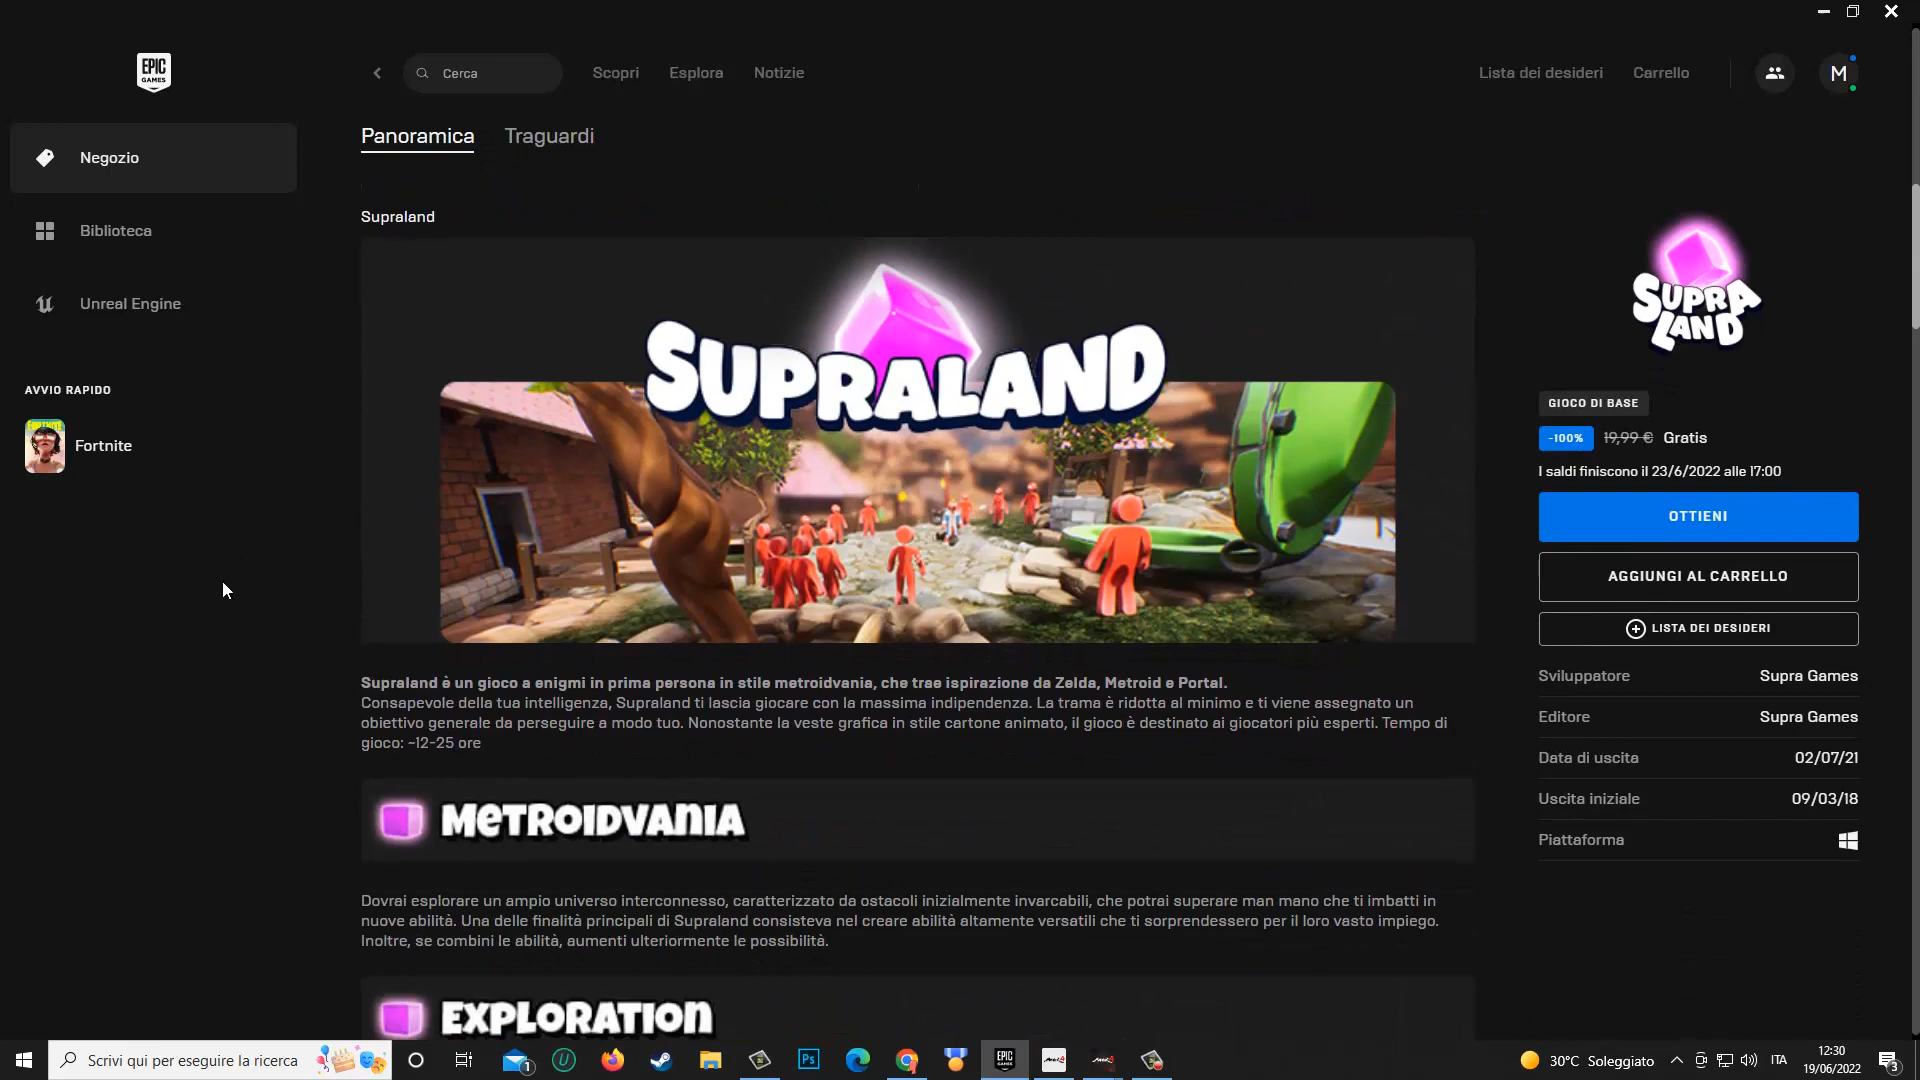 EPIC
GAMES
Cerca
Scopri
Esplora
Notizie
Lista dei desideri
Carrello
M
Negozio
Biblioteca
Unreal Engine
AVVIO RAPIDO
FORTNITE
Fortnite
Panoramica
Traguardi
Supraland
SUPRALAND
Supraland è un gioco a enigmi in prima persona in stile metroidvania, che trae ispirazione da Zelda, Metroid e Portal.
Consapevole della tua intelligenza, Supraland ti lascia giocare con la massima indipendenza. La trama è ridotta al minimo e ti viene assegnato un
obiettivo generale da perseguire a modo tuo. Nonostante la veste grafica in stile cartone animato, il gioco è destinato ai giocatori più esperti. Tempo di
gioco: ~12-25 ore
METROIDVANIA
Dovrai esplorare un ampio universo interconnesso, caratterizzato da ostacoli inizialmente invarcabili, che potrai superare man mano che ti imbatti in
nuove abilità. Una delle finalità principali di Supraland consisteva nel creare abilità altamente versatili che ti sorprendessero per il loro vasto impiego.
Inoltre, se combini le abilità, aumenti ulteriormente le possibilità.
EXPLORATION
SUPRA
LAND
GIOCO DI BASE
-100% 19,99 € Gratis
I saldi finiscono il 23/6/2022 alle 17:00
OTTIENI
AGGIUNGI AL CARRELLO
LISTA DEI DESIDERI
Sviluppatore Supra Games
Editore Supra Games
Data di uscita 02/07/21
Uscita iniziale 09/03/18
Piattaforma
Scrivi qui per eseguire la ricerca
1
U
Ps
EPIC
GAMES
30°C Soleggiato
ITA
12:30
19/06/2022
3